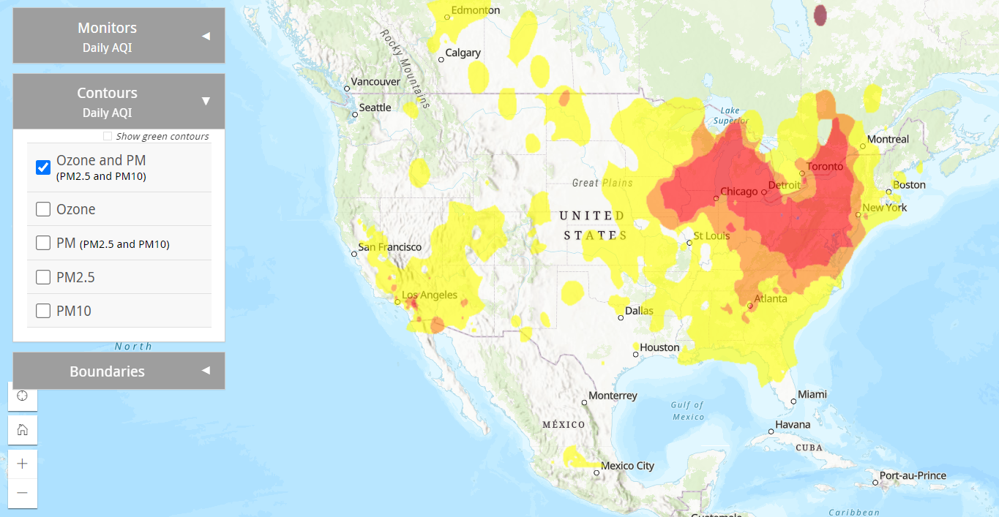 Monitors
Daily AQI
Contours
Daily AQI
Show green contours
Ozone and PM
(PM2.5 and PM10)
Ozone
PM (PM2.5 and PM10)
PM2.5
PM10
Boundaries
North
Edmonton
Rocky Mountains
Calgary
Vancouver
Seattle
Lake
Superior
Montreal
Toronto
Great Plains
Detroit
Boston
Chicago
New York
UNITED
STATES
St Louis
San Francisco
Los Angeles
Atlanta
Dallas
Houston
Monterrey
Miami
Gulf of
Mexico
MÉXICO
Havana
CUBA
Mexico City
Port-au-Prince
Caribbean
Guatemala